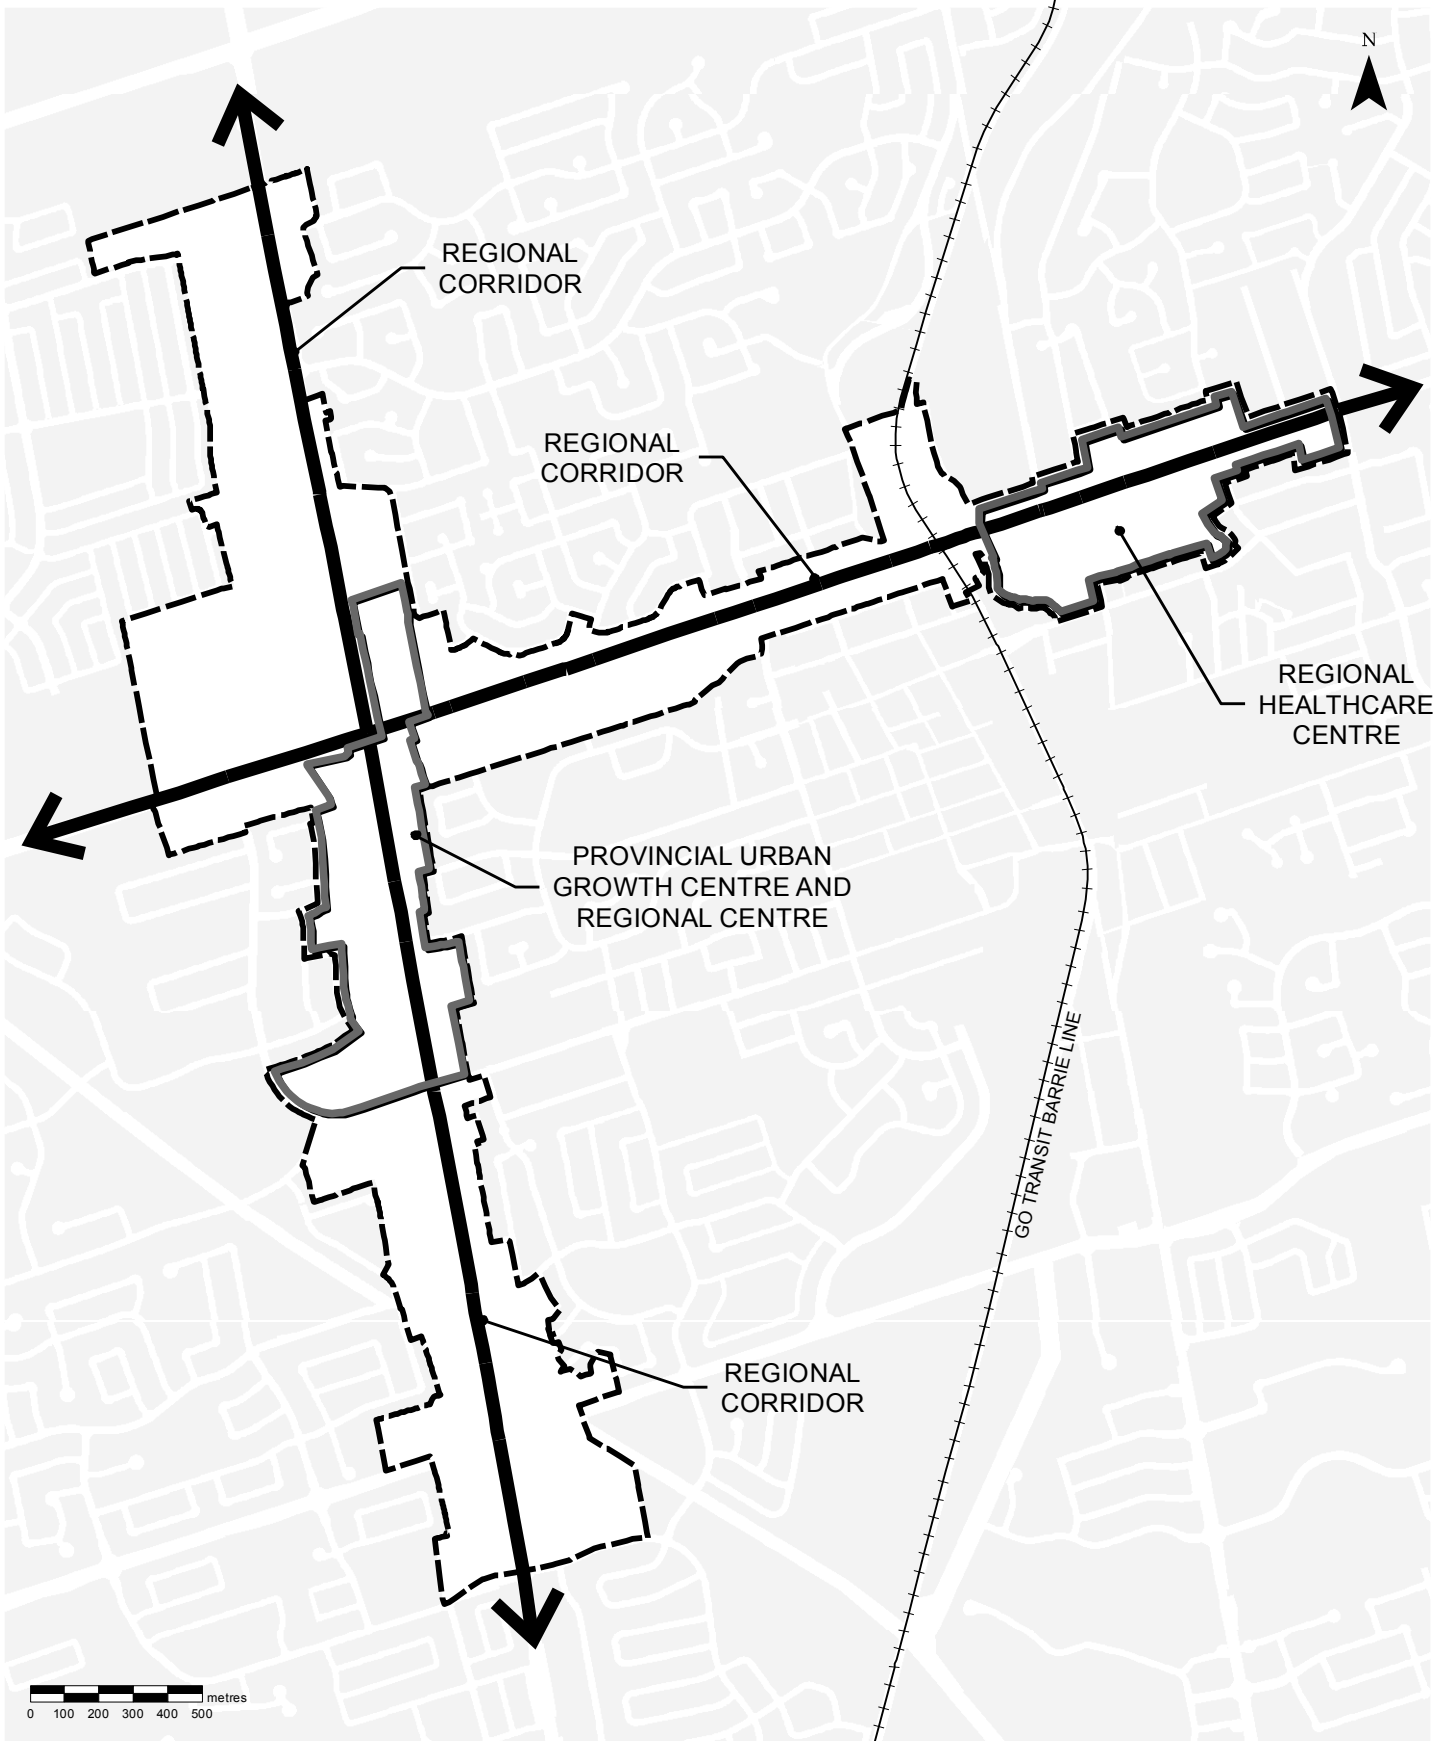 N
REGIONAL
CORRIDOR
REGIONAL
CORRIDOR
REGIONAL
HEALTHCARE
CENTRE
PROVINCIAL URBAN
GROWTH CENTRE AND
REGIONAL CENTRE
GO TRANSIT BARRIE LINE
REGIONAL
CORRIDOR
metres
0 100 200 300 400 500